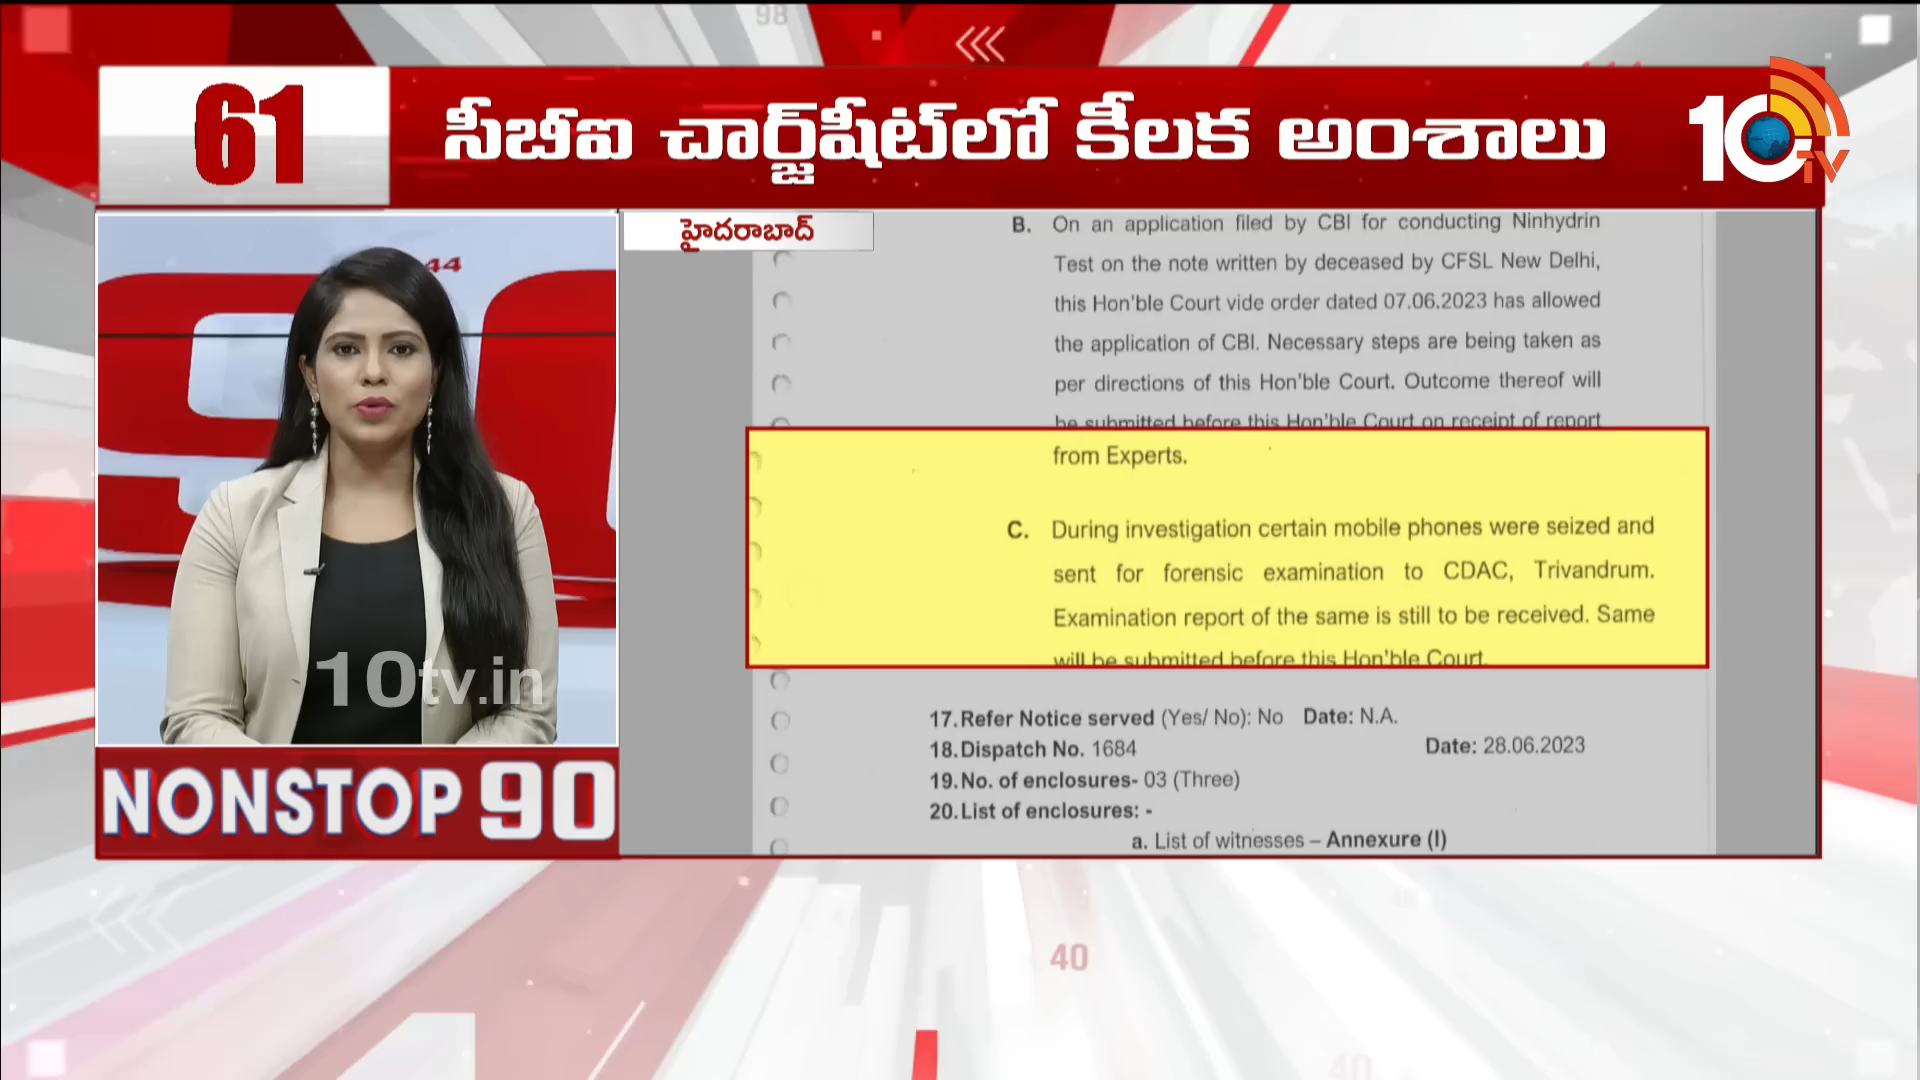 98
61
సీబీఐ చార్జ్‌షీట్‌లో కీలక అంశాలు
10TV
హైదరాబాద్
44
B. On an application filed by CBI for conducting Ninhydrin
Test on the note written by deceased by CFSL New Delhi,
this Hon'ble Court vide order dated 07.06.2023 has allowed
the application of CBI. Necessary steps are being taken as
per directions of this Hon'ble Court. Outcome thereof will
be submitted before this Hon'ble Court on receipt of report
from Experts.
C. During investigation certain mobile phones were seized and
sent for forensic examination to CDAC, Trivandrum.
Examination report of the same is still to be received. Same
will be submitted before this Hon'ble Court.
10tv.in
17. Refer Notice served (Yes/ No): No Date: N.A.
18. Dispatch No. 1684 Date: 28.06.2023
19. No. of enclosures- 03 (Three)
20. List of enclosures: -
a. List of witnesses – Annexure (I)
NONSTOP 90
40
40